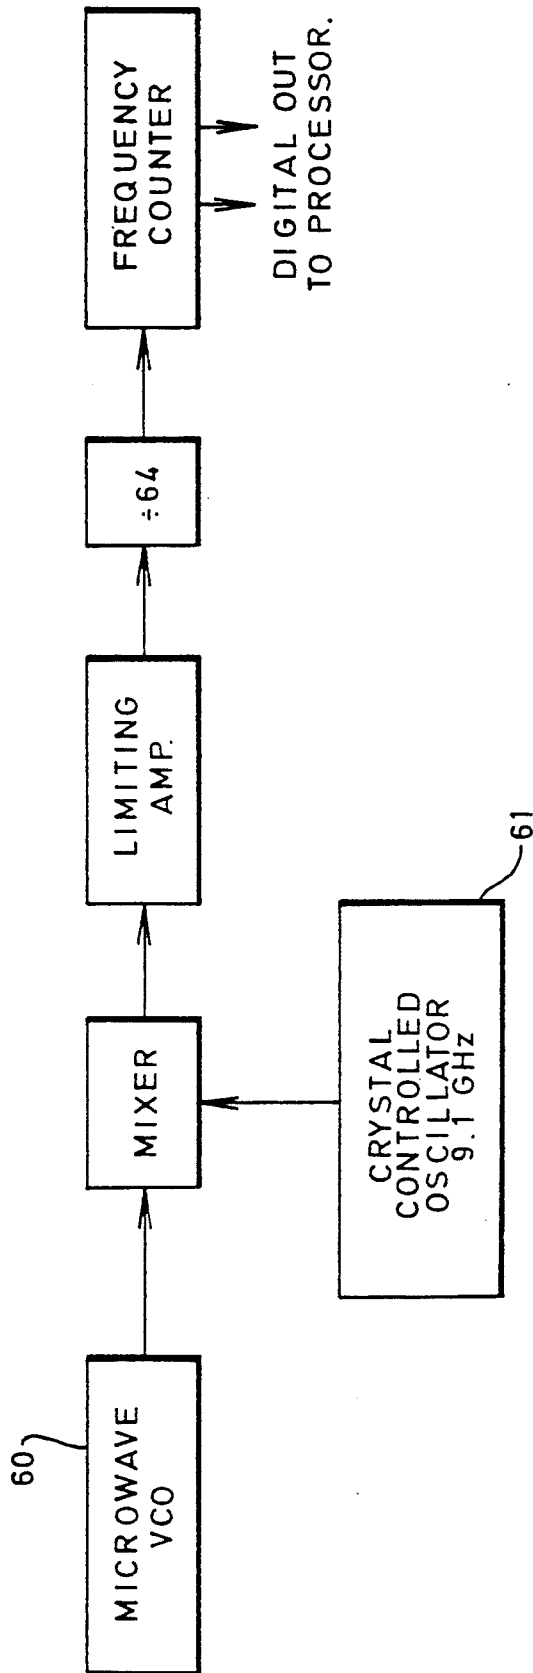 60
MICROWAVE
VCO
MIXER
CRYSTAL
CONTROLLED
OSCILLATOR
9.1 GHz
61
LIMITING
AMP.
÷64
FREQUENCY
COUNTER
DIGITAL OUT
TO PROCESSOR.